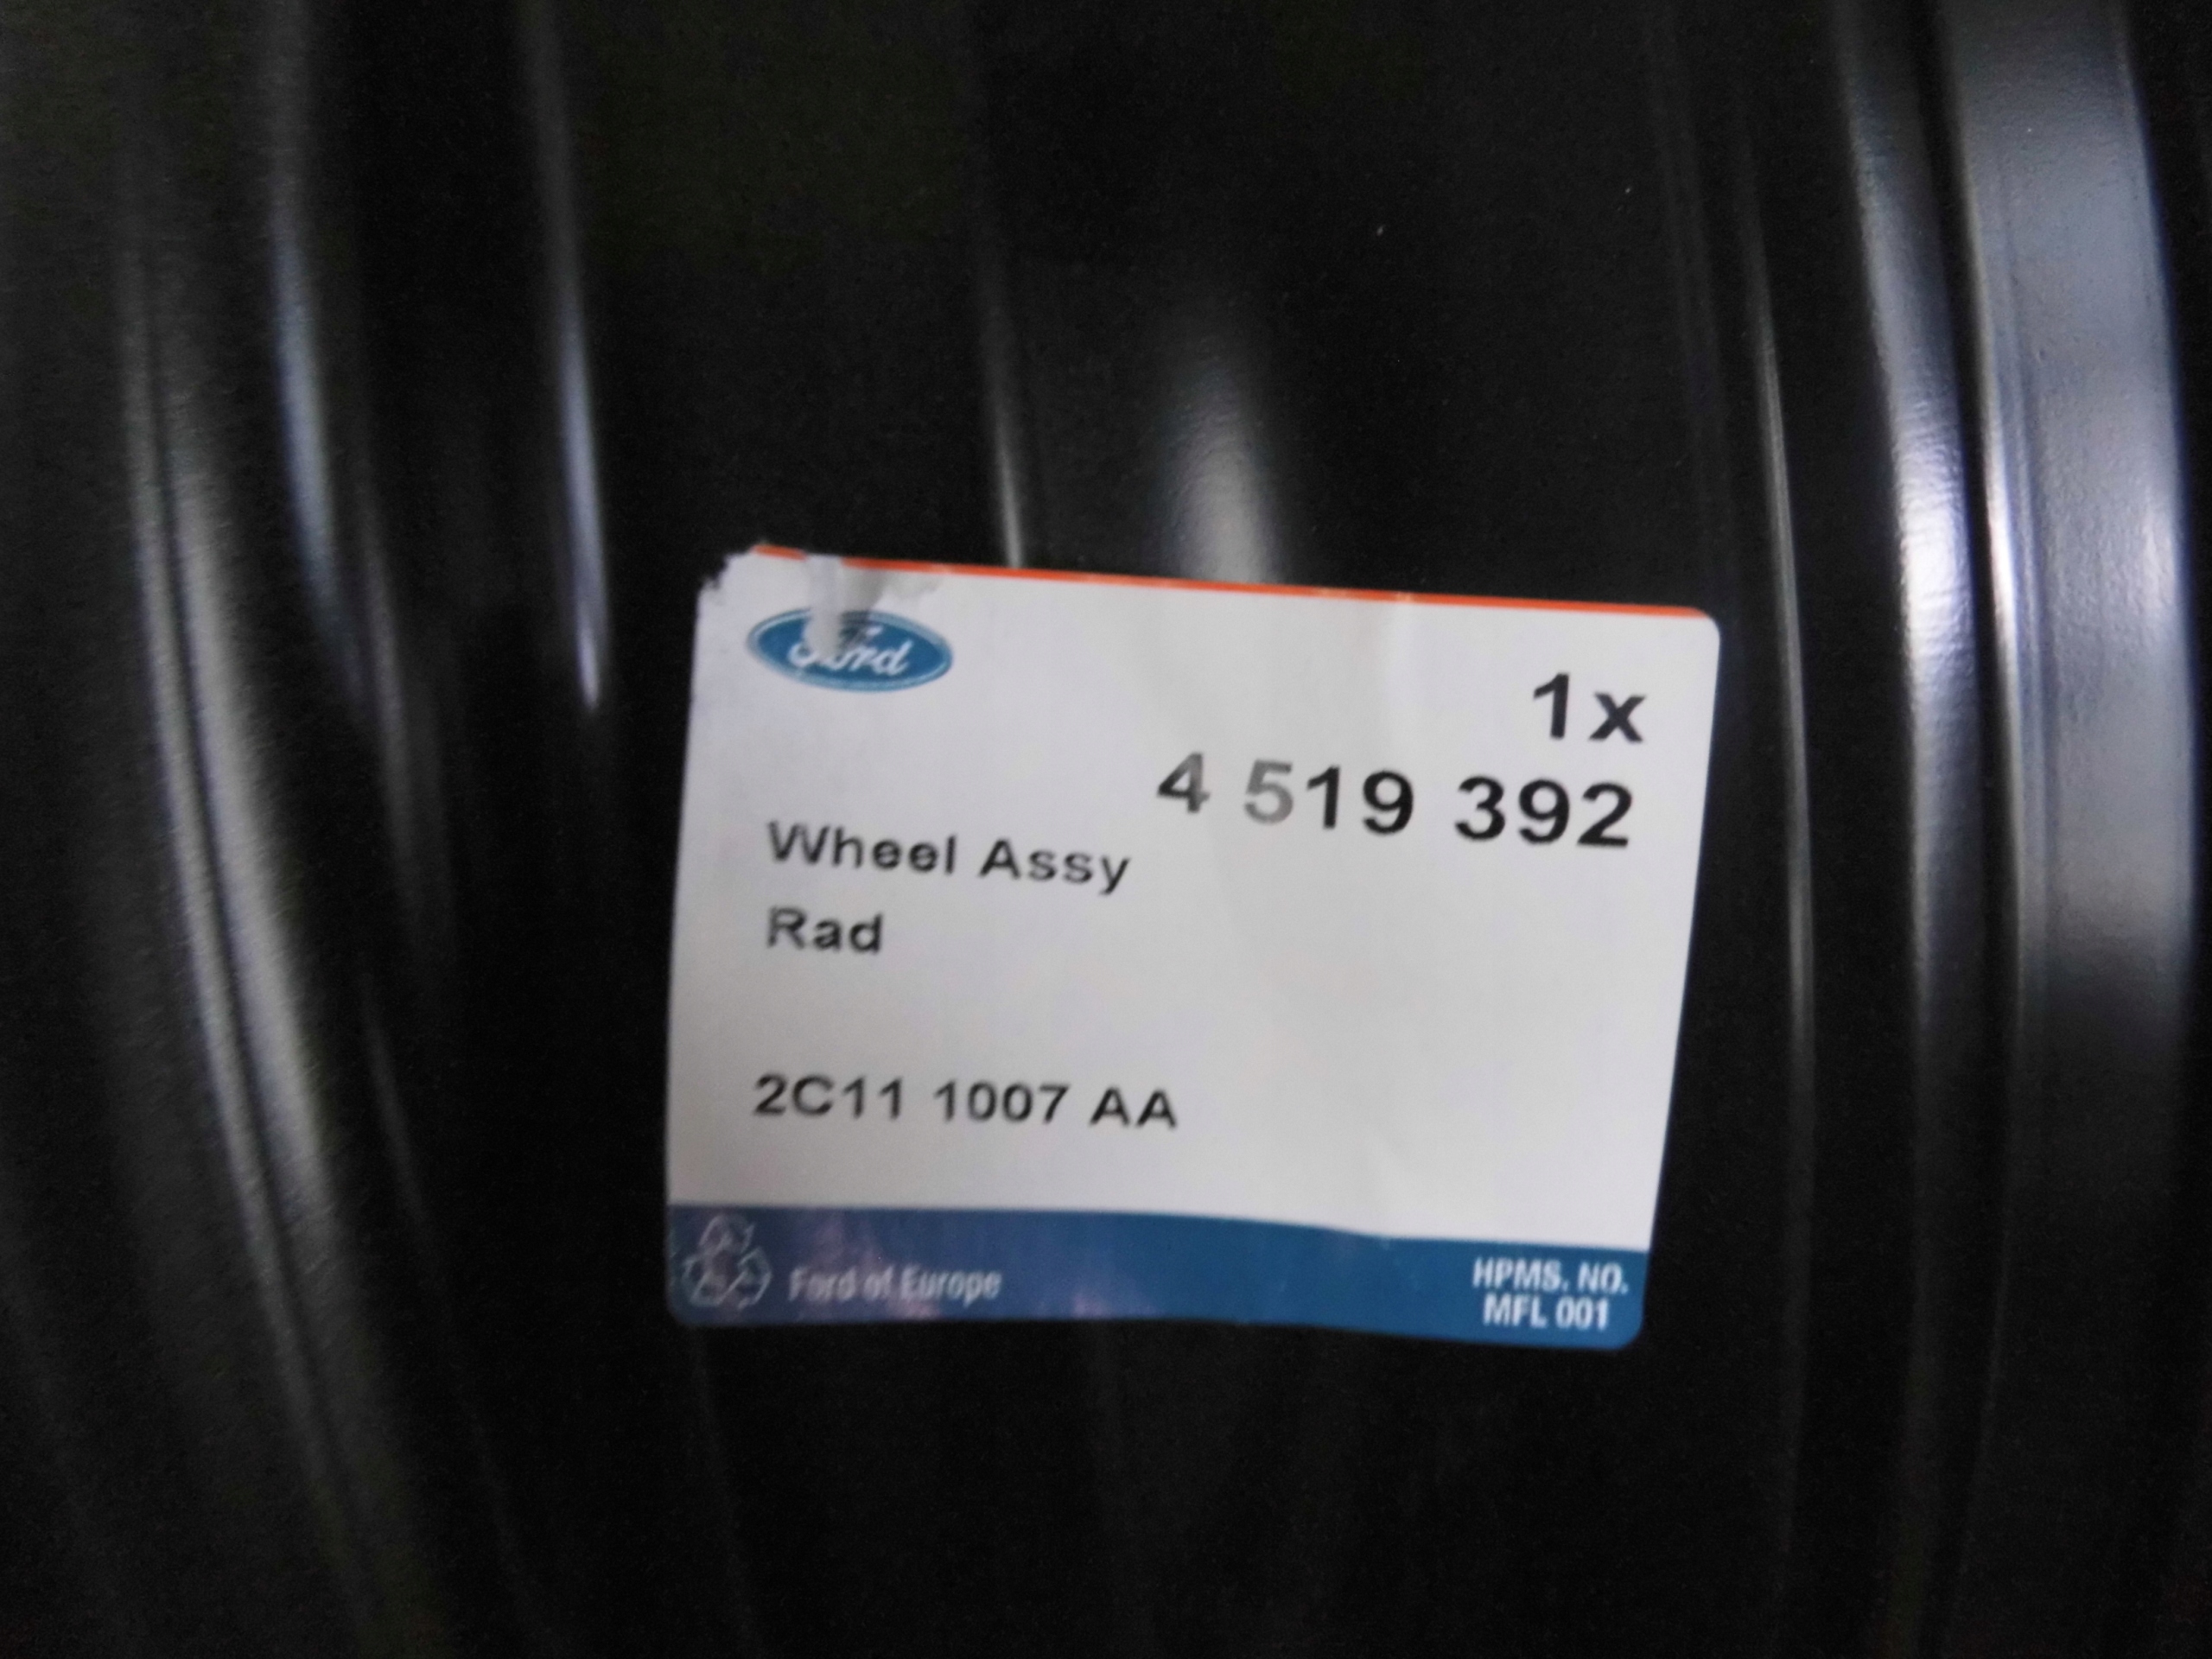 Ford
1x
4 519 392
Wheel Assy
Rad
2C11 1007 AA
Ford of Europe
HPMS. NO.
MFL 001